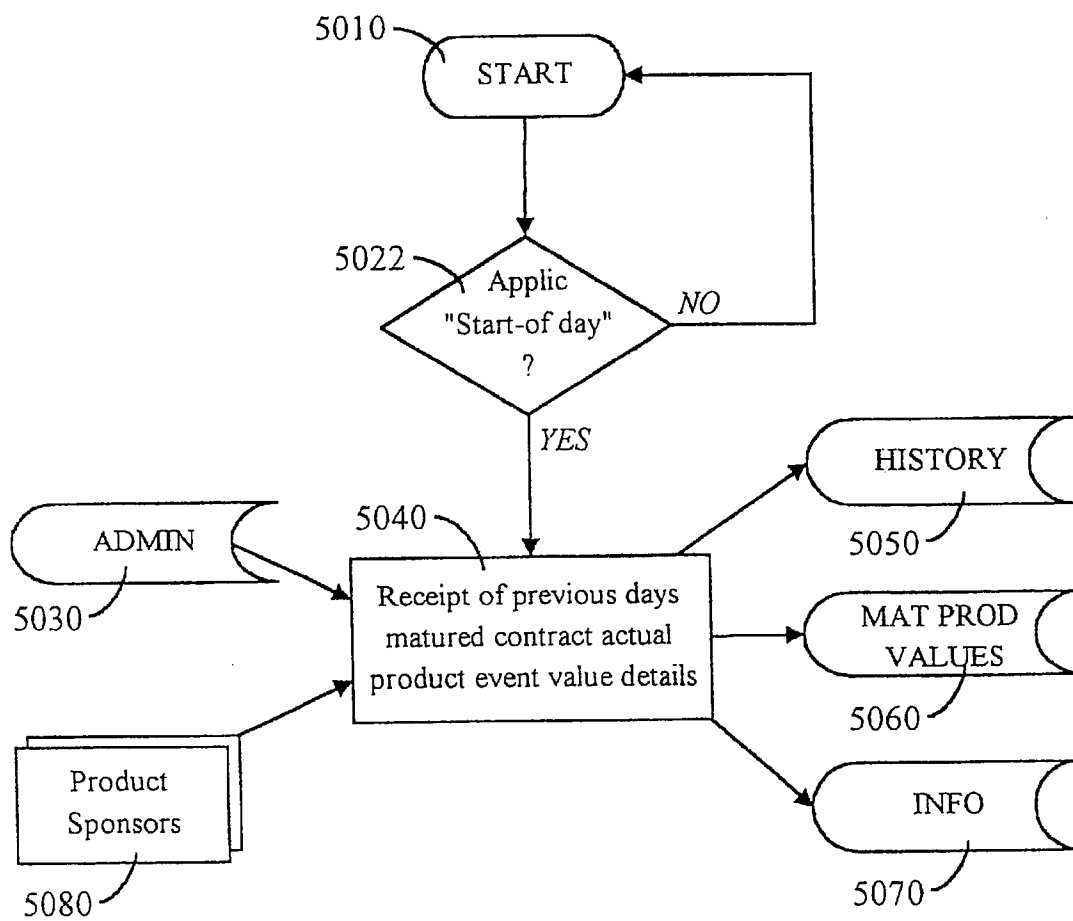 5010
START
5022
Applic
"Start-of day"
?
NO
YES
HISTORY
5050
ADMIN
5030
5040
Receipt of previous days
matured contract actual
product event value details
MAT PROD
VALUES
5060
Product
Sponsors
5080
INFO
5070